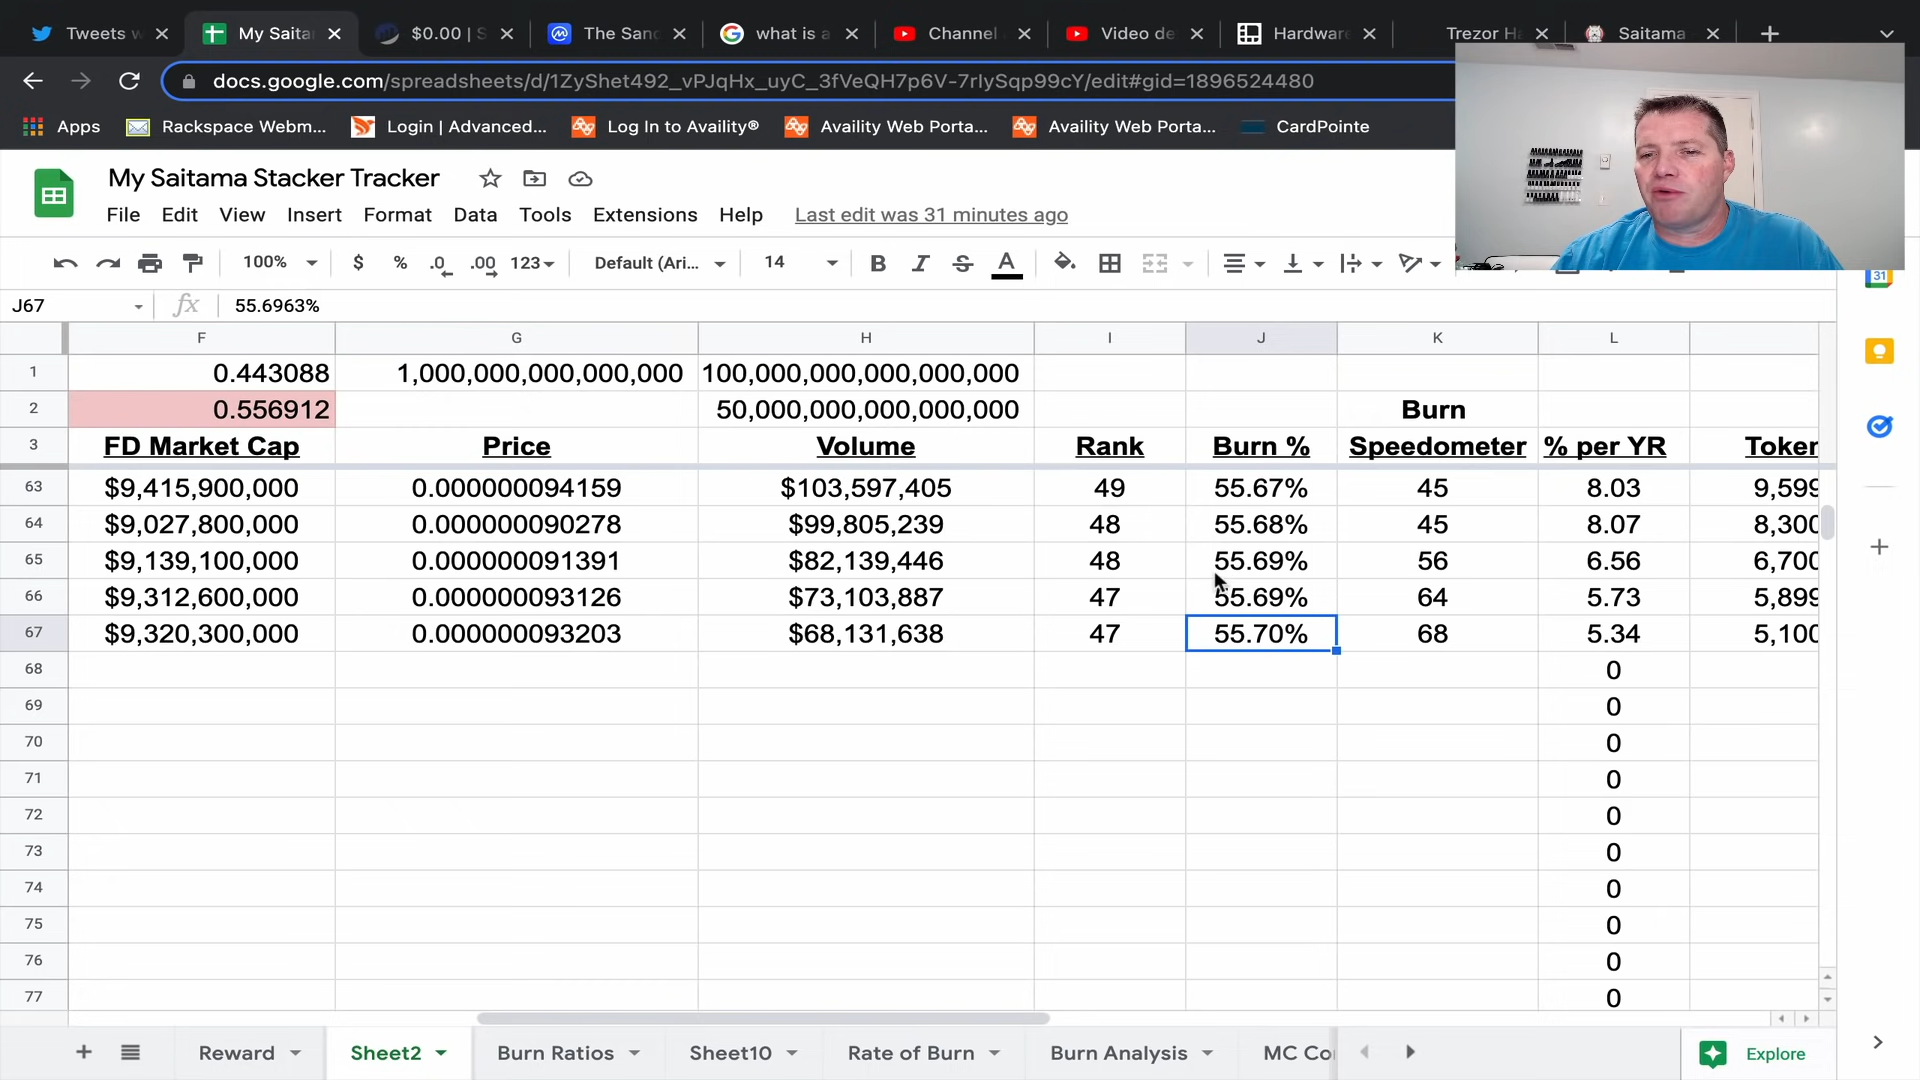 Tweets w
My Saita
$0.00 | S
The Sand
what is a
Channel
Video de
Hardware
Trezor Ha
Saitama
docs.google.com/spreadsheets/d/1ZyShet492_vPJqHx_uyC_3fVeQH7p6V-7rIySqp99cY/edit#gid=1896524480
Apps
Rackspace Webm...
Login | Advanced...
Log In to Availity®
Availity Web Porta...
Availity Web Porta...
CardPointe
My Saitama Stacker Tracker
File Edit View Insert Format Data Tools Extensions Help Last edit was 31 minutes ago
100% $ % .0 .00 123 Default (Ari... 14 B I S A
31
J67 fx 55.6963%
F G H I J K L
1 0.443088 1,000,000,000,000,000 100,000,000,000,000,000
2 0.556912 50,000,000,000,000,000 Burn
3 FD Market Cap Price Volume Rank Burn % Speedometer % per YR Token
63 $9,415,900,000 0.000000094159 $103,597,405 49 55.67% 45 8.03 9,599
64 $9,027,800,000 0.000000090278 $99,805,239 48 55.68% 45 8.07 8,300
65 $9,139,100,000 0.000000091391 $82,139,446 48 55.69% 56 6.56 6,700
66 $9,312,600,000 0.000000093126 $73,103,887 47 55.69% 64 5.73 5,899
67 $9,320,300,000 0.000000093203 $68,131,638 47 55.70% 68 5.34 5,100
68 0
69 0
70 0
71 0
72 0
73 0
74 0
75 0
76 0
77 0
Reward Sheet2 Burn Ratios Sheet10 Rate of Burn Burn Analysis MC Co Explore